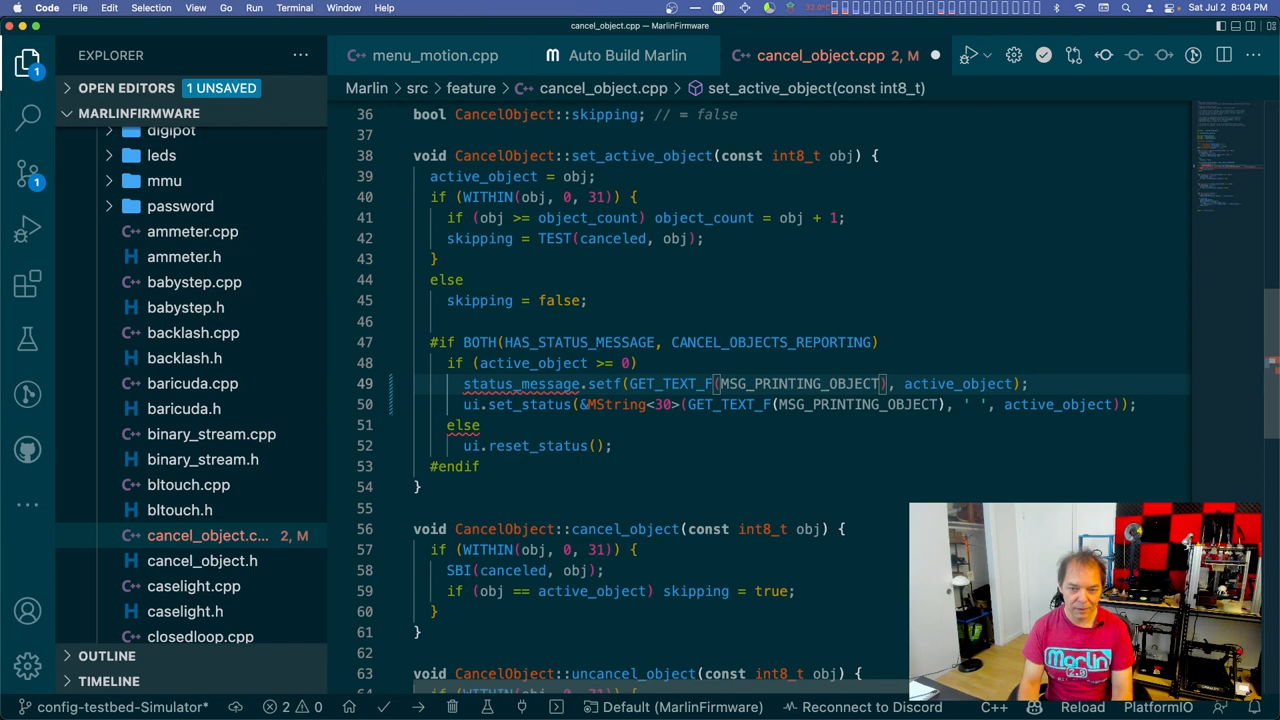 Code File Edit Selection View Go Run Terminal Window Help
Sat Jul 2 8:04 PM
cancel_object.cpp — MarlinFirmware
EXPLORER
OPEN EDITORS 1 UNSAVED
MARLINFIRMWARE
digipot
leds
mmu
password
ammeter.cpp
ammeter.h
babystep.cpp
babystep.h
backlash.cpp
backlash.h
baricuda.cpp
baricuda.h
binary_stream.cpp
binary_stream.h
bltouch.cpp
bltouch.h
cancel_object.c... 2, M
cancel_object.h
caselight.cpp
caselight.h
closedloop.cpp
OUTLINE
TIMELINE
menu_motion.cpp Auto Build Marlin cancel_object.cpp 2, M
Marlin > src > feature > cancel_object.cpp > set_active_object(const int8_t)
36 bool CancelObject::skipping; // = false
37
38 void CancelObject::set_active_object(const int8_t obj) {
39 active_object = obj;
40 if (WITHIN(obj, 0, 31)) {
41 if (obj >= object_count) object_count = obj + 1;
42 skipping = TEST(canceled, obj);
43 }
44 else
45 skipping = false;
46
47 #if BOTH(HAS_STATUS_MESSAGE, CANCEL_OBJECTS_REPORTING)
48 if (active_object >= 0)
49 status_message.setf(GET_TEXT_F(MSG_PRINTING_OBJECT), active_object);
50 ui.set_status(&MString<30>(GET_TEXT_F(MSG_PRINTING_OBJECT), ' ', active_object));
51 else
52 ui.reset_status();
53 #endif
54 }
55
56 void CancelObject::cancel_object(const int8_t obj) {
57 if (WITHIN(obj, 0, 31)) {
58 SBI(canceled, obj);
59 if (obj == active_object) skipping = true;
60 }
61 }
62
63 void CancelObject::uncancel_object(const int8_t obj) {
64 if (WITHIN(obj, 0, 31)) {
Marlin
config-testbed-Simulator* 2 0 Default (MarlinFirmware) Reconnect to Discord C++ Reload PlatformIO